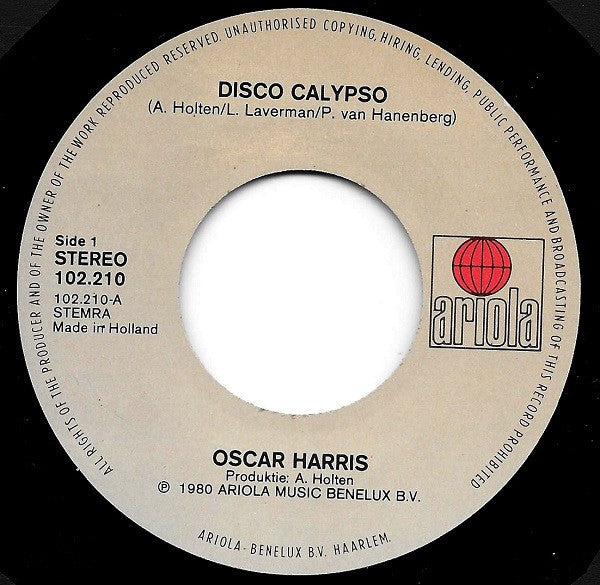 ALL RIGHTS OF THE PRODUCER AND OF THE OWNER OF THE WORK REPRODUCED RESERVED. UNAUTHORISED COPYING, HIRING, LENDING, PUBLIC PERFORMANCE AND BROADCASTING OF THIS RECORD PROHIBITED
DISCO CALYPSO
(A. Holten/L. Laverman/P. van Hanenberg)
Side 1
STEREO
102.210
102.210-A
STEMRA
Made in Holland
ariola
OSCAR HARRIS
Produktie: A. Holten
℗ 1980 ARIOLA MUSIC BENELUX B.V.
ARIOLA-BENELUX B.V. HAARLEM.